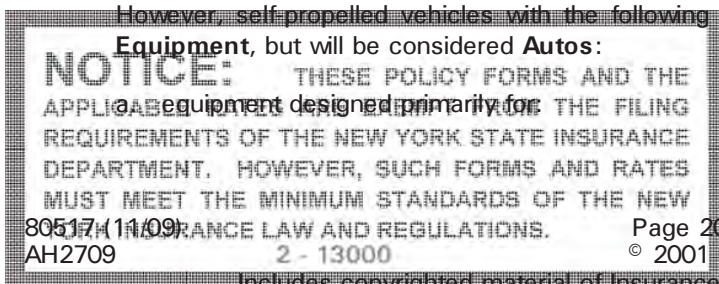 However, self-propelled vehicles with the following
Equipment, but will be considered Autos:
NOTICE: THESE POLICY FORMS AND THE
a. equipment designed primarily for:
APPLICABLE RATES ARE EXEMPT FROM THE FILING
REQUIREMENTS OF THE NEW YORK STATE INSURANCE
DEPARTMENT. HOWEVER, SUCH FORMS AND RATES
MUST MEET THE MINIMUM STANDARDS OF THE NEW
YORK INSURANCE LAW AND REGULATIONS.
80517 (11/09) Page 20
AH2709 2 - 13000 © 2001
Includes copyrighted material of Insurance